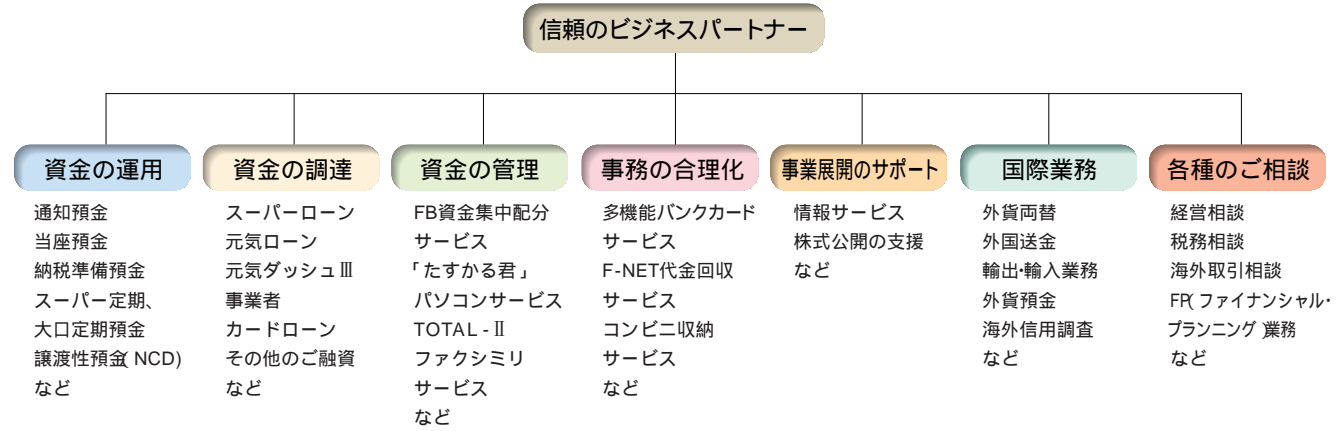 信頼のビジネスパートナー
資金の運用
通知預金
当座預金
納税準備預金
スーパー定期、
大口定期預金
譲渡性預金(NCD)
など
資金の調達
スーパーローン
元気ローン
元気ダッシュⅢ
事業者
カードローン
その他のご融資
など
資金の管理
FB資金集中配分
サービス
「たすかる君」
パソコンサービス
TOTAL-Ⅱ
ファクシミリ
サービス
など
事務の合理化
多機能バンクカード
サービス
F-NET代金回収
サービス
コンビニ収納
サービス
など
事業展開のサポート
情報サービス
株式公開の支援
など
国際業務
外貨両替
外国送金
輸出・輸入業務
外貨預金
海外信用調査
など
各種のご相談
経営相談
税務相談
海外取引相談
FP(ファイナンシャル・
プランニング)業務
など